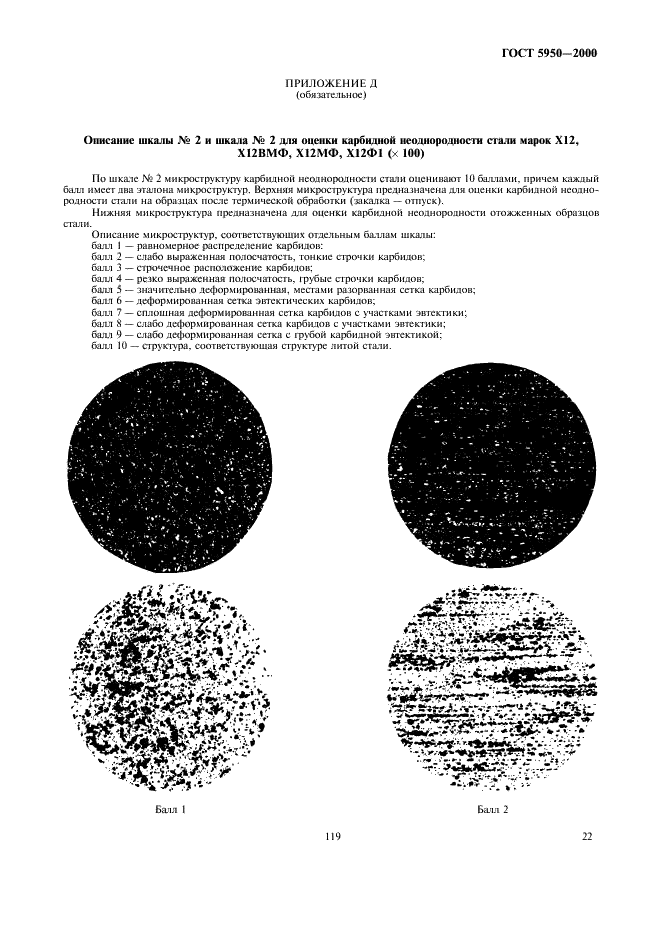 ГОСТ 5950—2000
ПРИЛОЖЕНИЕ Д
(обязательное)
Описание шкалы № 2 и шкала № 2 для оценки карбидной неоднородности стали марок Х12,
Х12ВМФ, Х12МФ, Х12Ф1 (× 100)
По шкале № 2 микроструктуру карбидной неоднородности стали оценивают 10 баллами, причем каждый
балл имеет два эталона микроструктур. Верхняя микроструктура предназначена для оценки карбидной неодно-
родности стали на образцах после термической обработки (закалка — отпуск).
Нижняя микроструктура предназначена для оценки карбидной неоднородности отожженных образцов
стали.
Описание микроструктур, соответствующих отдельным баллам шкалы:
балл 1 — равномерное распределение карбидов:
балл 2 — слабо выраженная полосчатость, тонкие строчки карбидов;
балл 3 — строчечное расположение карбидов;
балл 4 — резко выраженная полосчатость, грубые строчки карбидов;
балл 5 — значительно деформированная, местами разорванная сетка карбидов;
балл 6 — деформированная сетка эвтектических карбидов;
балл 7 — сплошная деформированная сетка карбидов с участками эвтектики;
балл 8 — слабо деформированная сетка карбидов с участками эвтектики;
балл 9 — слабо деформированная сетка с грубой карбидной эвтектикой;
балл 10 — структура, соответствующая структуре литой стали.
Балл 1
Балл 2
119
22